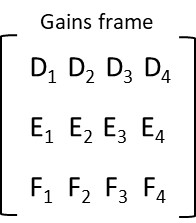 Gains frame
D₁ D₂ D₃ D₄
E₁ E₂ E₃ E₄
F₁ F₂ F₃ F₄